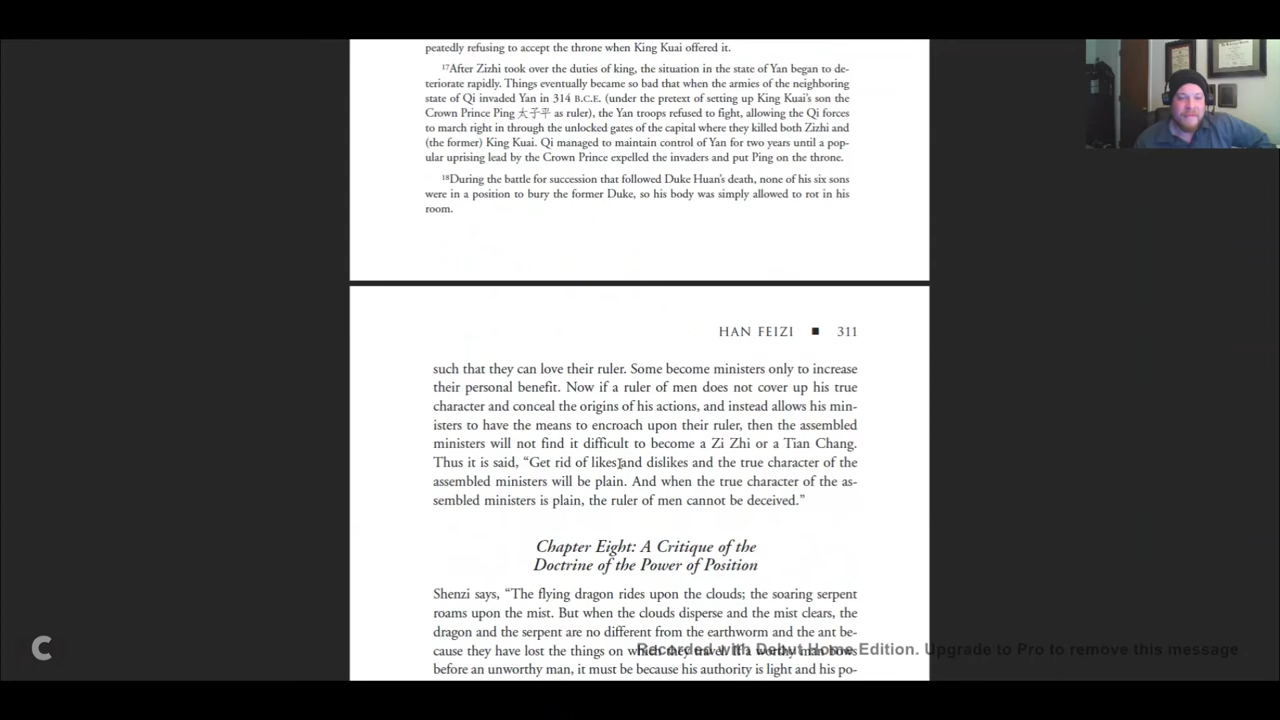 peatedly refusing to accept the throne when King Kuai offered it.
17After Zizhi took over the duties of king, the situation in the state of Yan began to de-
teriorate rapidly. Things eventually became so bad that when the armies of the neighboring
state of Qi invaded Yan in 314 B.C.E. (under the pretext of setting up King Kuai's son the
Crown Prince Ping 太子平 as ruler), the Yan troops refused to fight, allowing the Qi forces
to march right in through the unlocked gates of the capital where they killed both Zizhi and
(the former) King Kuai. Qi managed to maintain control of Yan for two years until a pop-
ular uprising lead by the Crown Prince expelled the invaders and put Ping on the throne.
18During the battle for succession that followed Duke Huan's death, none of his six sons
were in a position to bury the former Duke, so his body was simply allowed to rot in his
room.
HAN FEIZI ■ 311
such that they can love their ruler. Some become ministers only to increase
their personal benefit. Now if a ruler of men does not cover up his true
character and conceal the origins of his actions, and instead allows his min-
isters to have the means to encroach upon their ruler, then the assembled
ministers will not find it difficult to become a Zi Zhi or a Tian Chang.
Thus it is said, "Get rid of likes and dislikes and the true character of the
assembled ministers will be plain. And when the true character of the as-
sembled ministers is plain, the ruler of men cannot be deceived."
Chapter Eight: A Critique of the
Doctrine of the Power of Position
Shenzi says, "The flying dragon rides upon the clouds; the soaring serpent
roams upon the mist. But when the clouds disperse and the mist clears, the
dragon and the serpent are no different from the earthworm and the ant be-
cause they have lost the things on which they travel. If a worthy man bows
before an unworthy man, it must be because his authority is light and his po-
Recorded with Debut Home Edition. Upgrade to Pro to remove this message